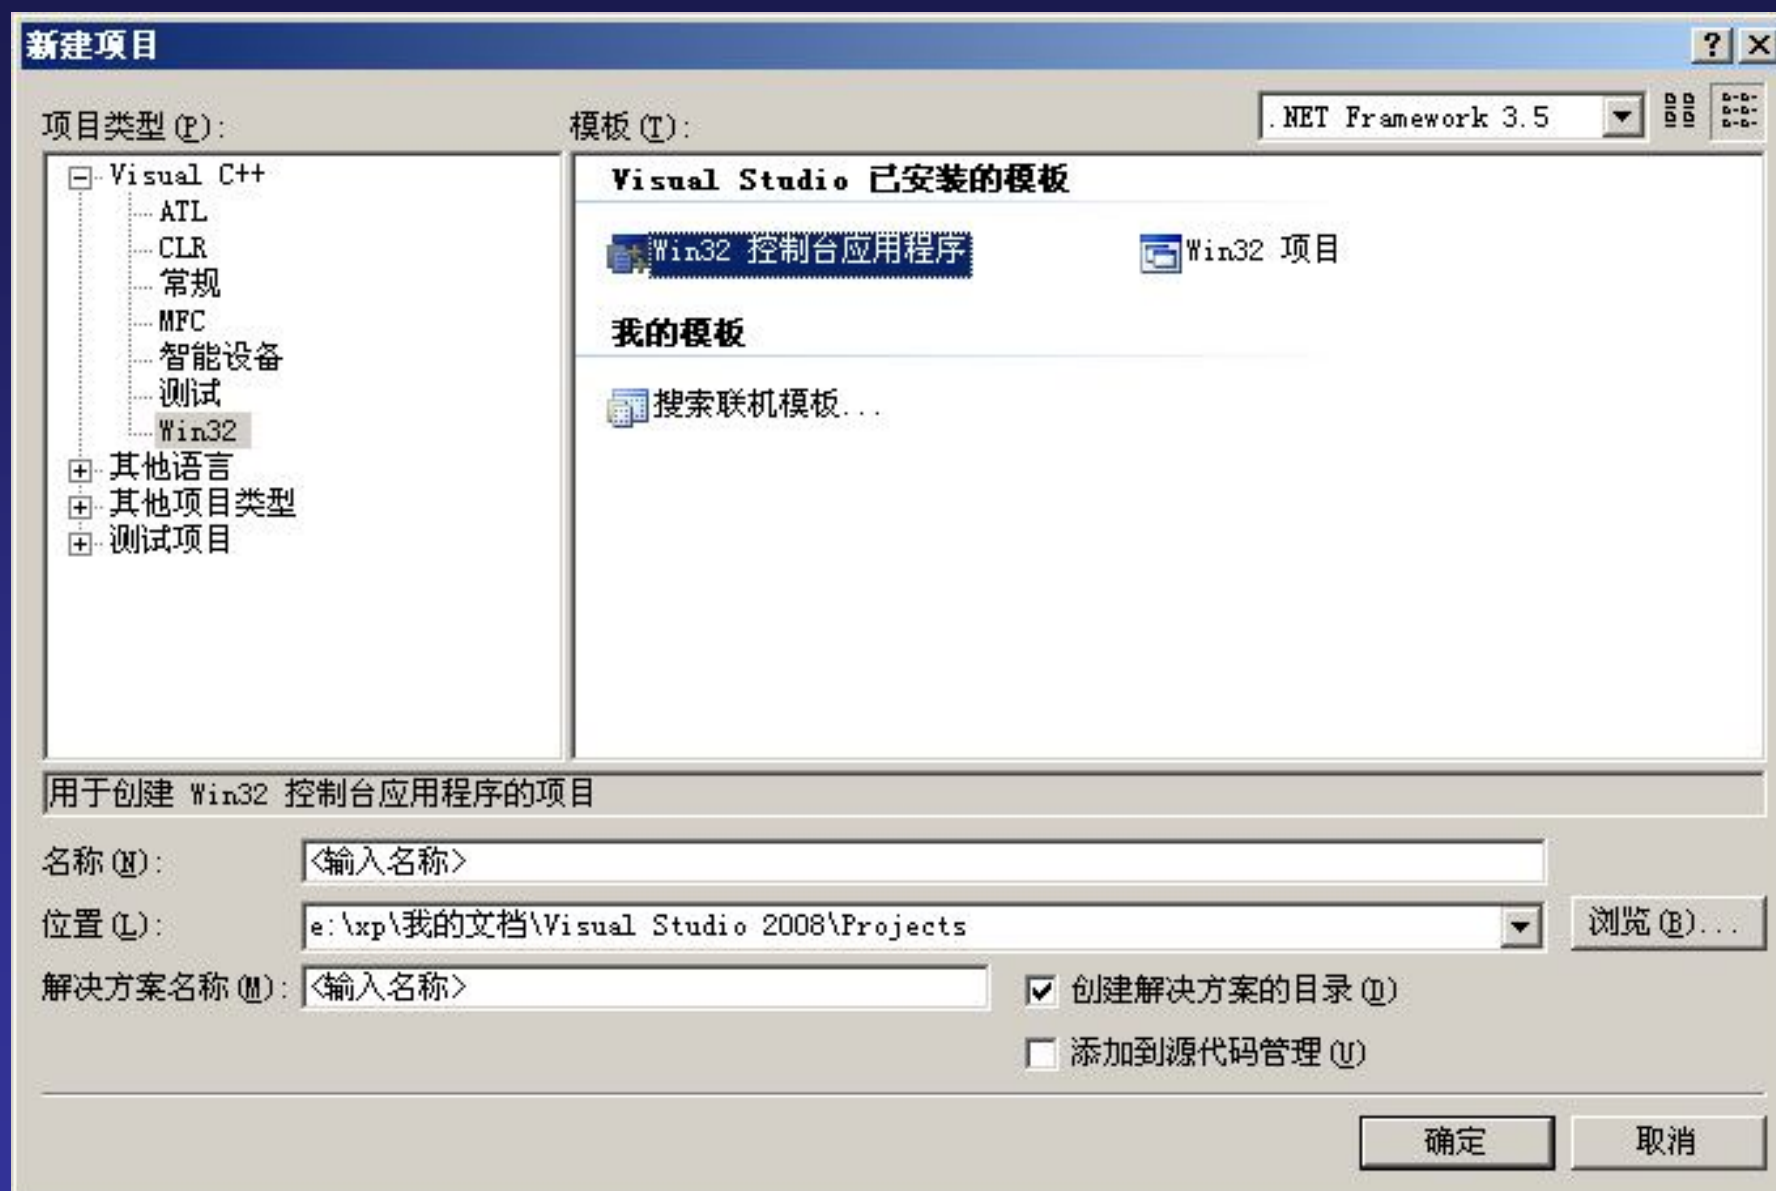 新建项目
项目类型(P):
模板(T):
.NET Framework 3.5
Visual C++
ATL
CLR
常规
MFC
智能设备
测试
Win32
其他语言
其他项目类型
测试项目
Visual Studio 已安装的模板
Win32 控制台应用程序
Win32 项目
我的模板
搜索联机模板...
用于创建 Win32 控制台应用程序的项目
名称(N):
<输入名称>
位置(L):
e:\xp\我的文档\Visual Studio 2008\Projects
浏览(B)...
解决方案名称(M):
<输入名称>
创建解决方案的目录(D)
添加到源代码管理(U)
确定
取消